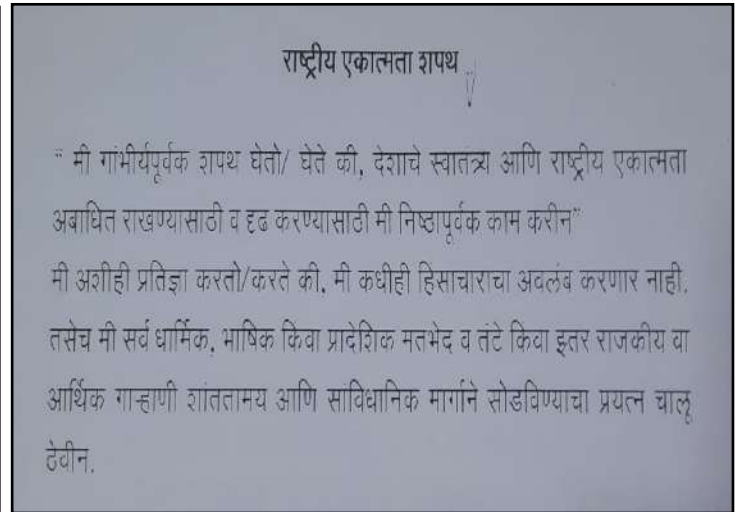 राष्ट्रीय एकात्मता शपथ
" मी गांभीर्यपूर्वक शपथ घेतो/ घेते की, देशाचे स्वातंत्र्य आणि राष्ट्रीय एकात्मता
अबाधित राखण्यासाठी व दृढ करण्यासाठी मी निष्ठापूर्वक काम करीन"
मी अशीही प्रतिज्ञा करतो/करते की, मी कधीही हिंसाचाराचा अवलंब करणार नाही.
तसेच मी सर्व धार्मिक, भाषिक किंवा प्रादेशिक मतभेद व तंटे किंवा इतर राजकीय वा
आर्थिक गाऱ्हाणी शांततामय आणि सांविधानिक मार्गाने सोडविण्याचा प्रयत्न चालू
ठेवीन.